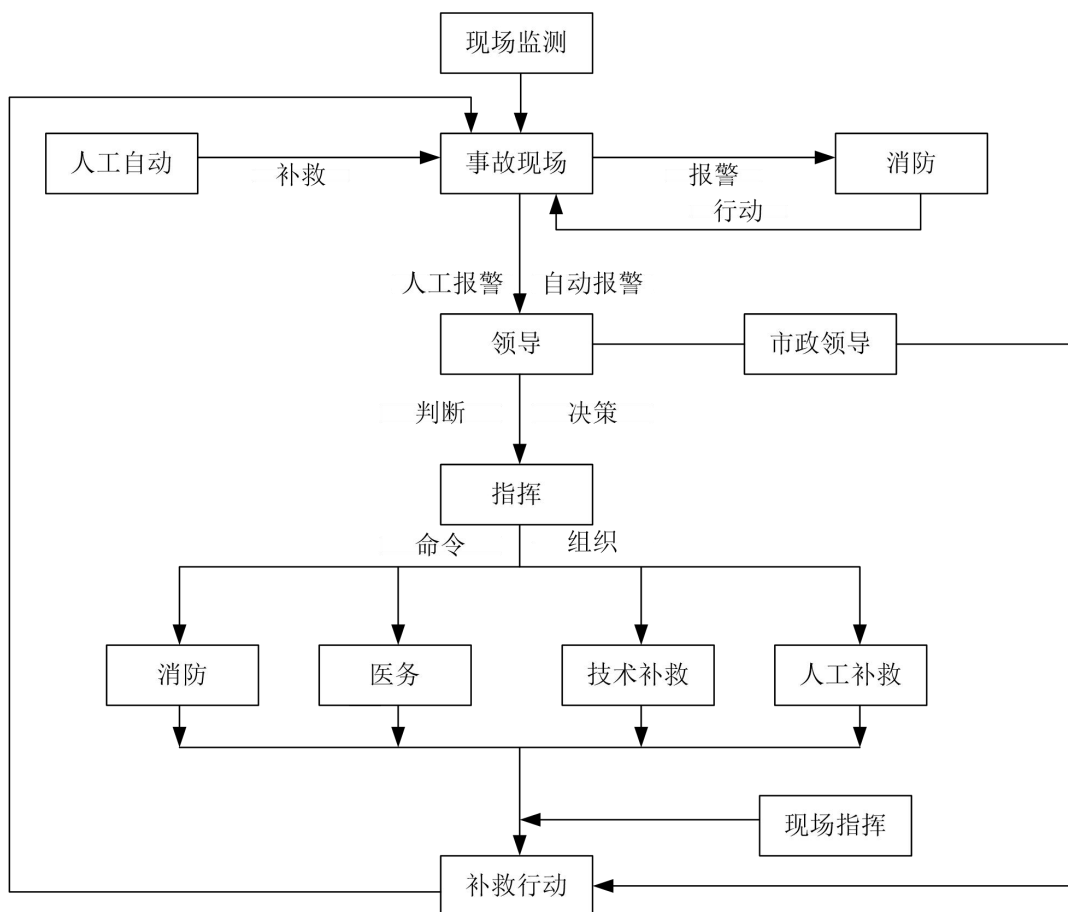 现场监测
人工自动
补救
事故现场
报警
消防
行动
人工报警
自动报警
领导
市政领导
判断
决策
指挥
命令
组织
消防
医务
技术补救
人工补救
现场指挥
补救行动